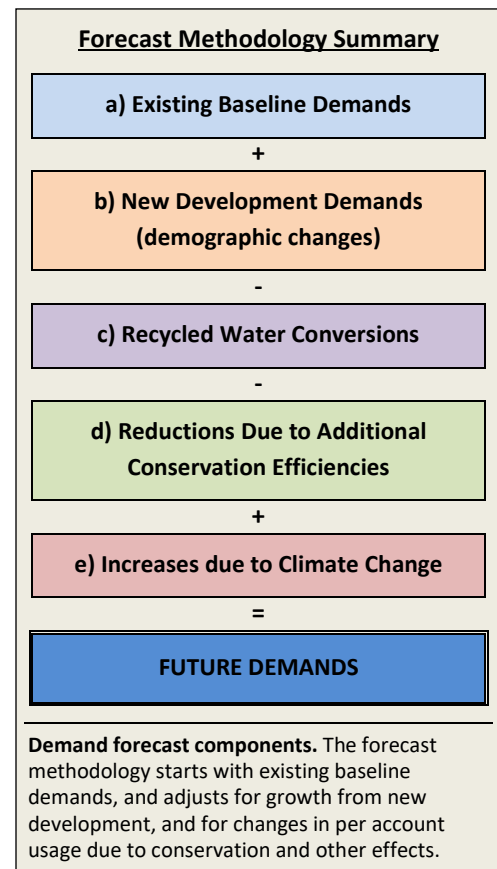 Forecast Methodology Summary
a) Existing Baseline Demands
+
b) New Development Demands
(demographic changes)
-
c) Recycled Water Conversions
-
d) Reductions Due to Additional
Conservation Efficiencies
+
e) Increases due to Climate Change
=
FUTURE DEMANDS
Demand forecast components. The forecast
methodology starts with existing baseline
demands, and adjusts for growth from new
development, and for changes in per account
usage due to conservation and other effects.